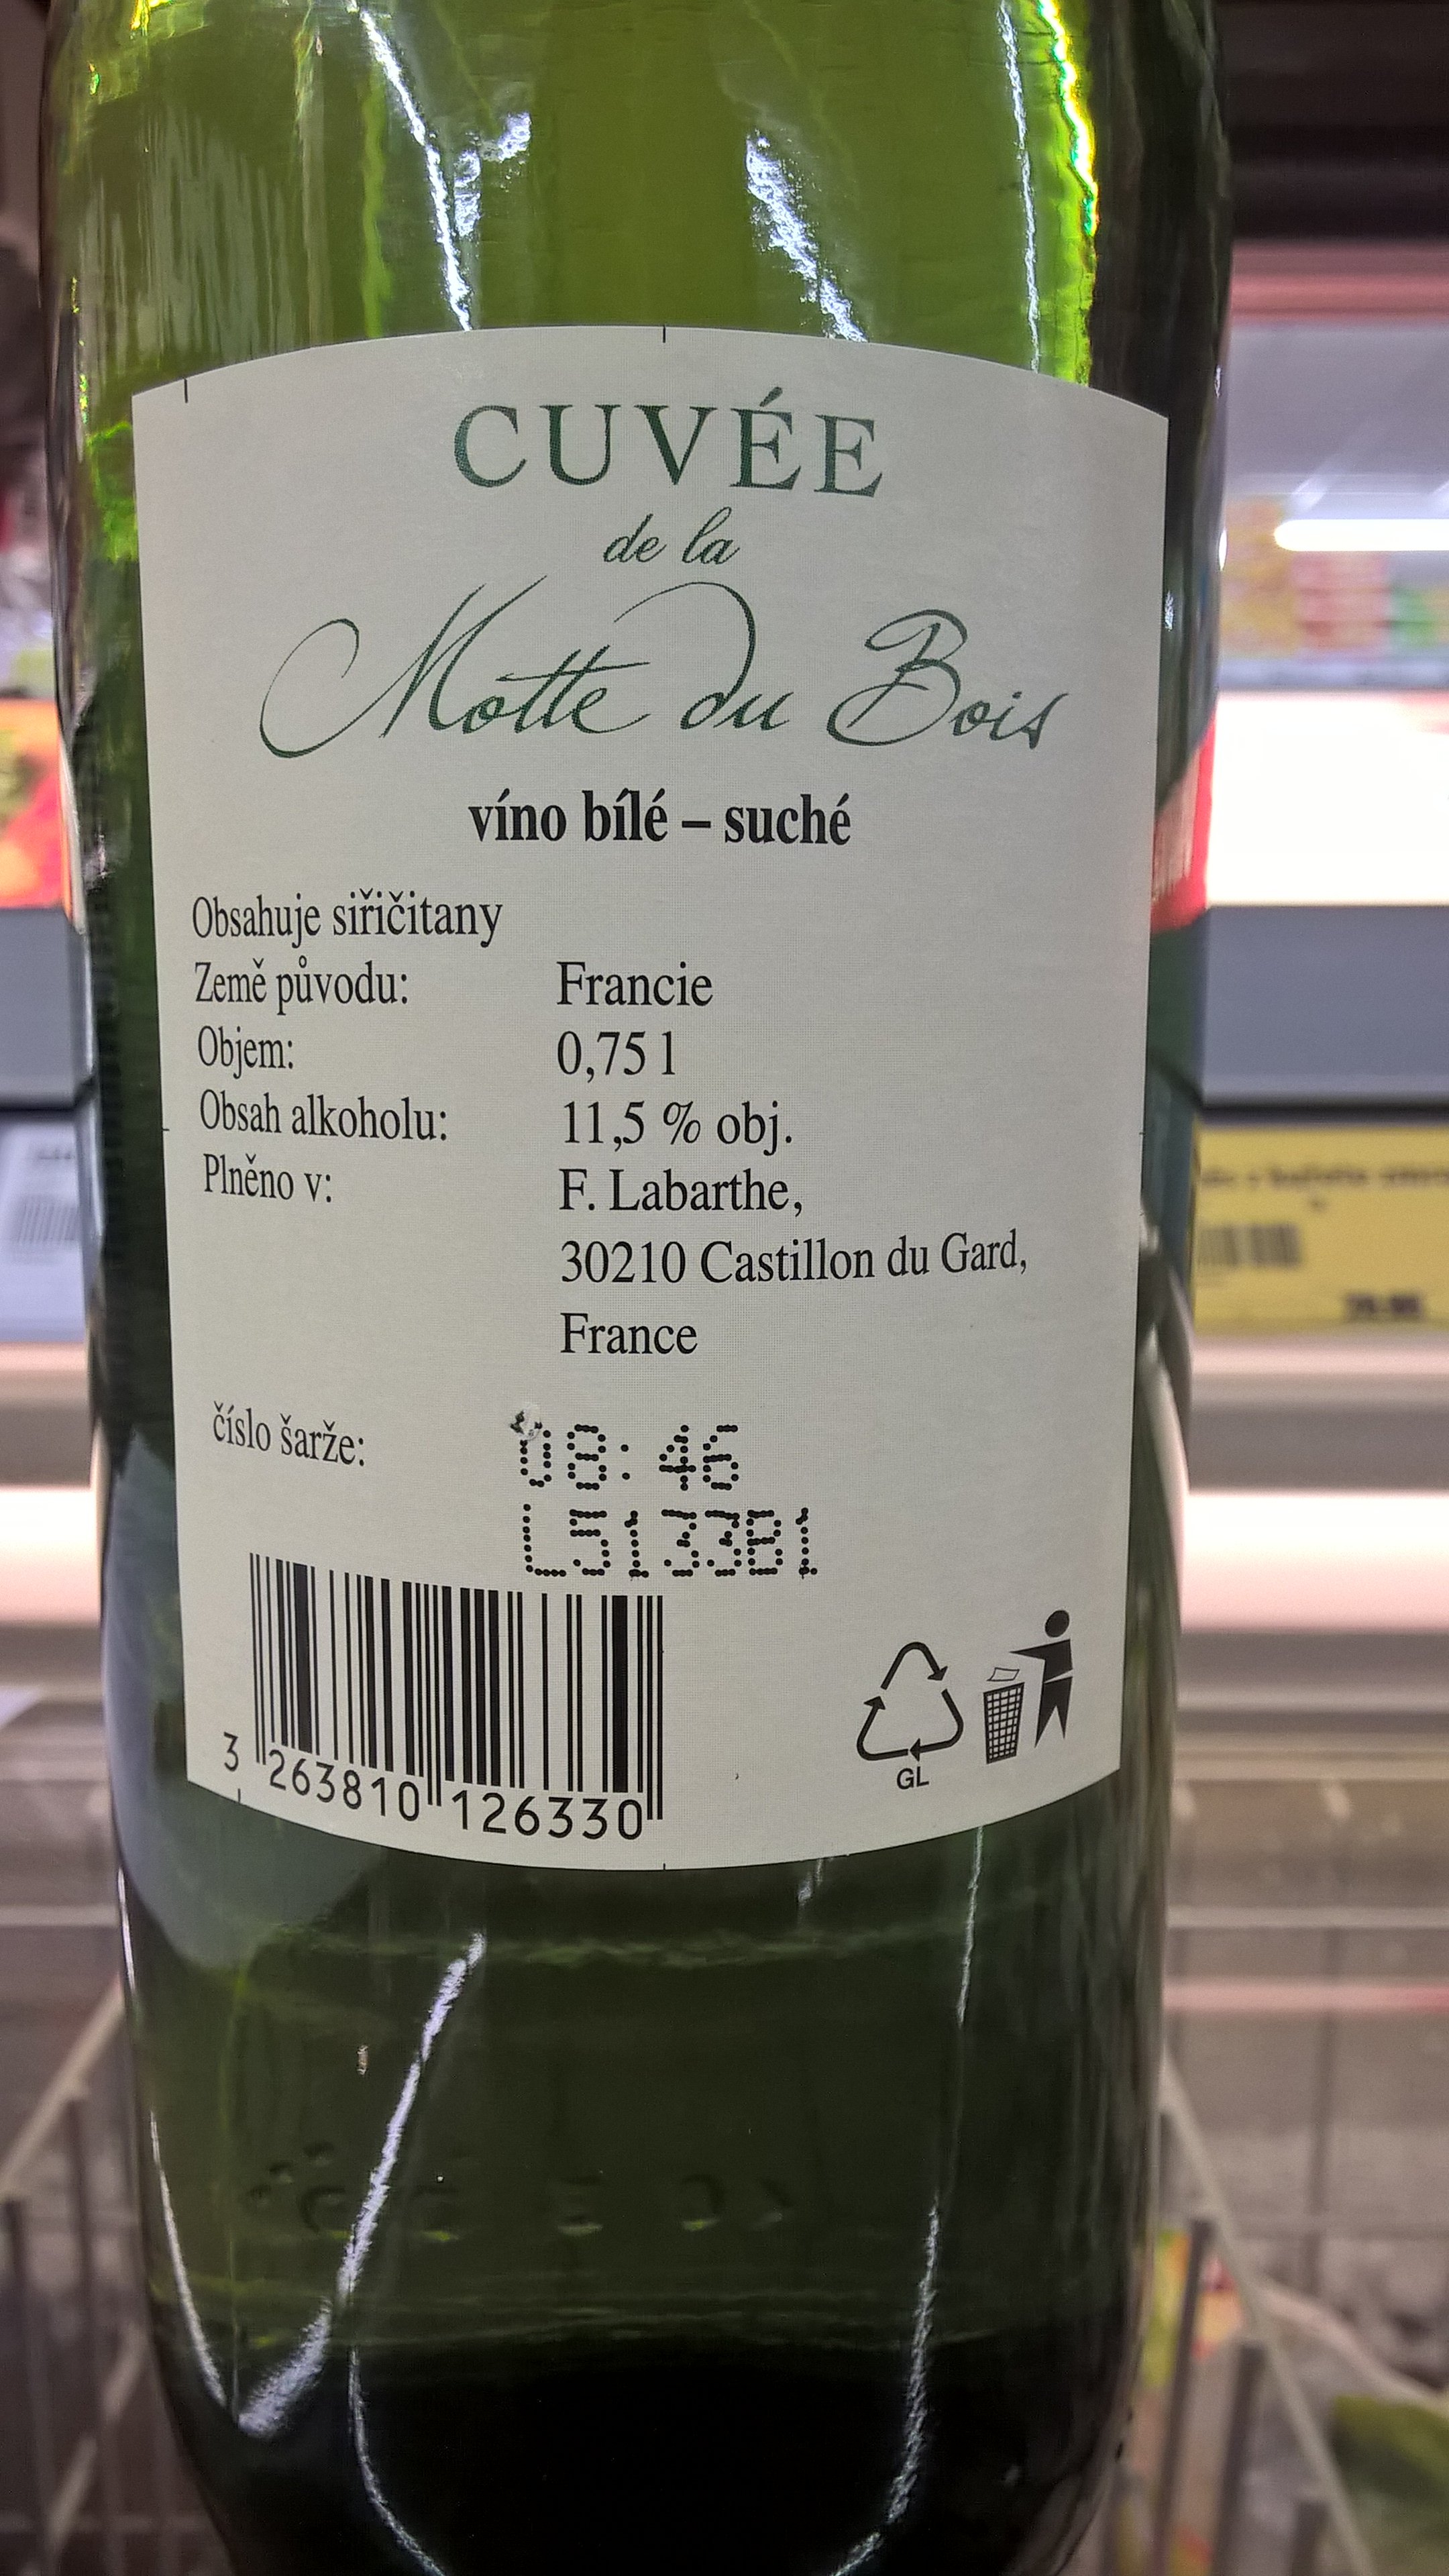 CUVÉE
de la
Motte du Bois
víno bílé – suché
Obsahuje siřičitany
Země původu: Francie
Objem: 0,75 l
Obsah alkoholu: 11,5 % obj.
Plněno v: F. Labarthe,
30210 Castillon du Gard,
France
číslo šarže: 08:46
L5133B1
3 263810 126330
GL